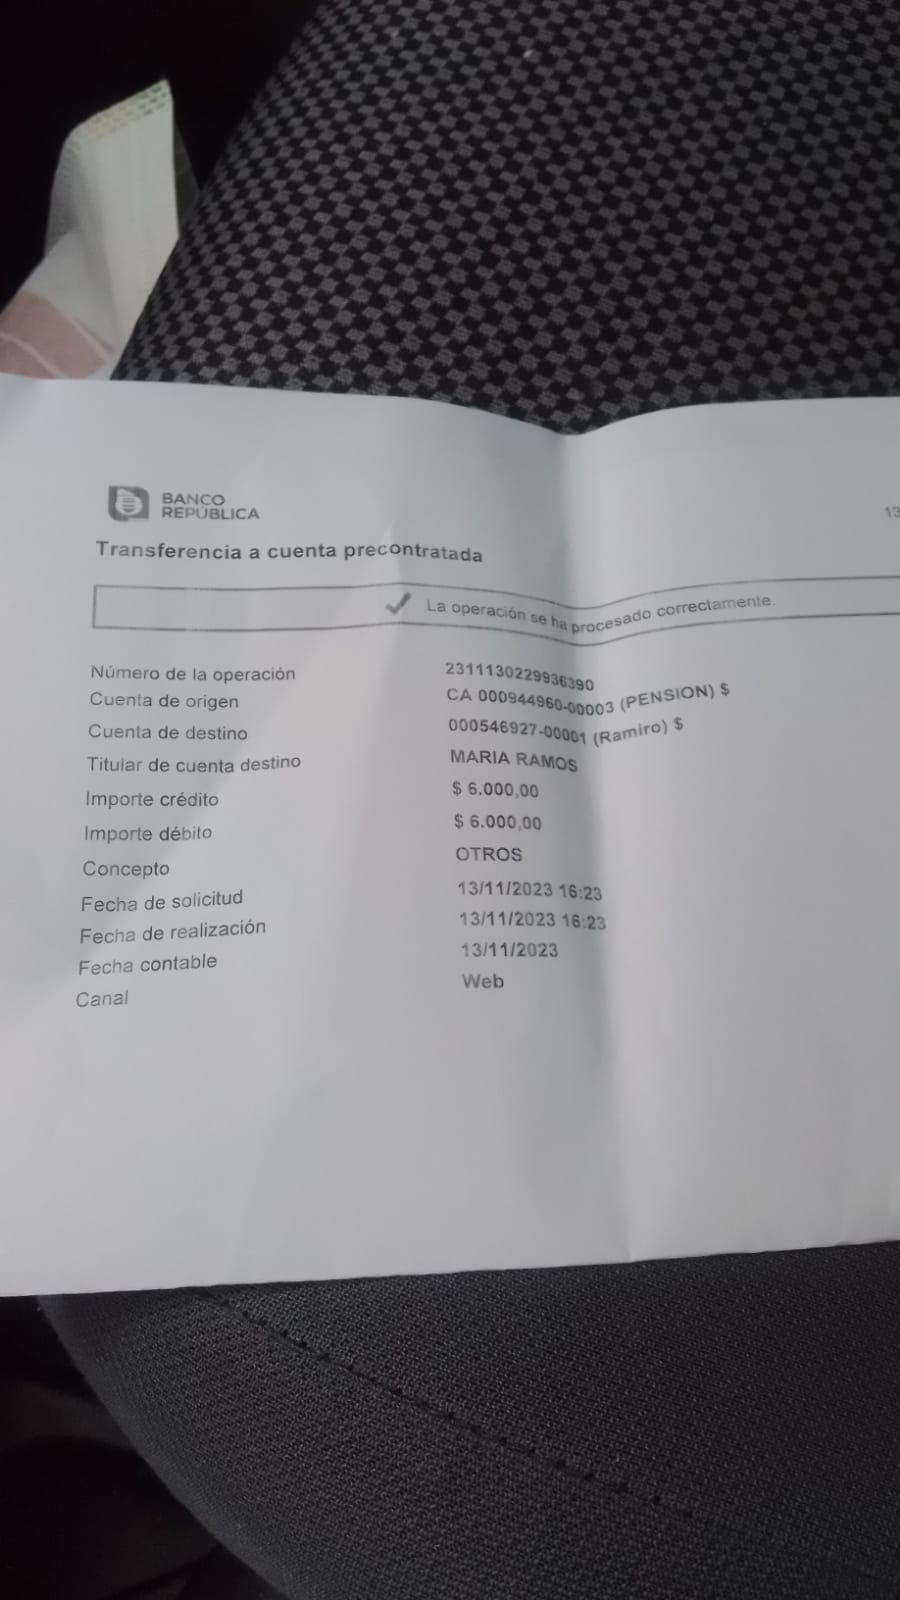 BANCO
REPÚBLICA
13
Transferencia a cuenta precontratada
La operación se ha procesado correctamente.
Número de la operación 2311130229936390
Cuenta de origen CA 000944960-00003 (PENSION) $
Cuenta de destino 000546927-00001 (Ramiro) $
Titular de cuenta destino MARIA RAMOS
Importe crédito $ 6.000,00
Importe débito $ 6.000,00
Concepto OTROS
Fecha de solicitud 13/11/2023 16:23
Fecha de realización 13/11/2023 16:23
Fecha contable 13/11/2023
Canal Web